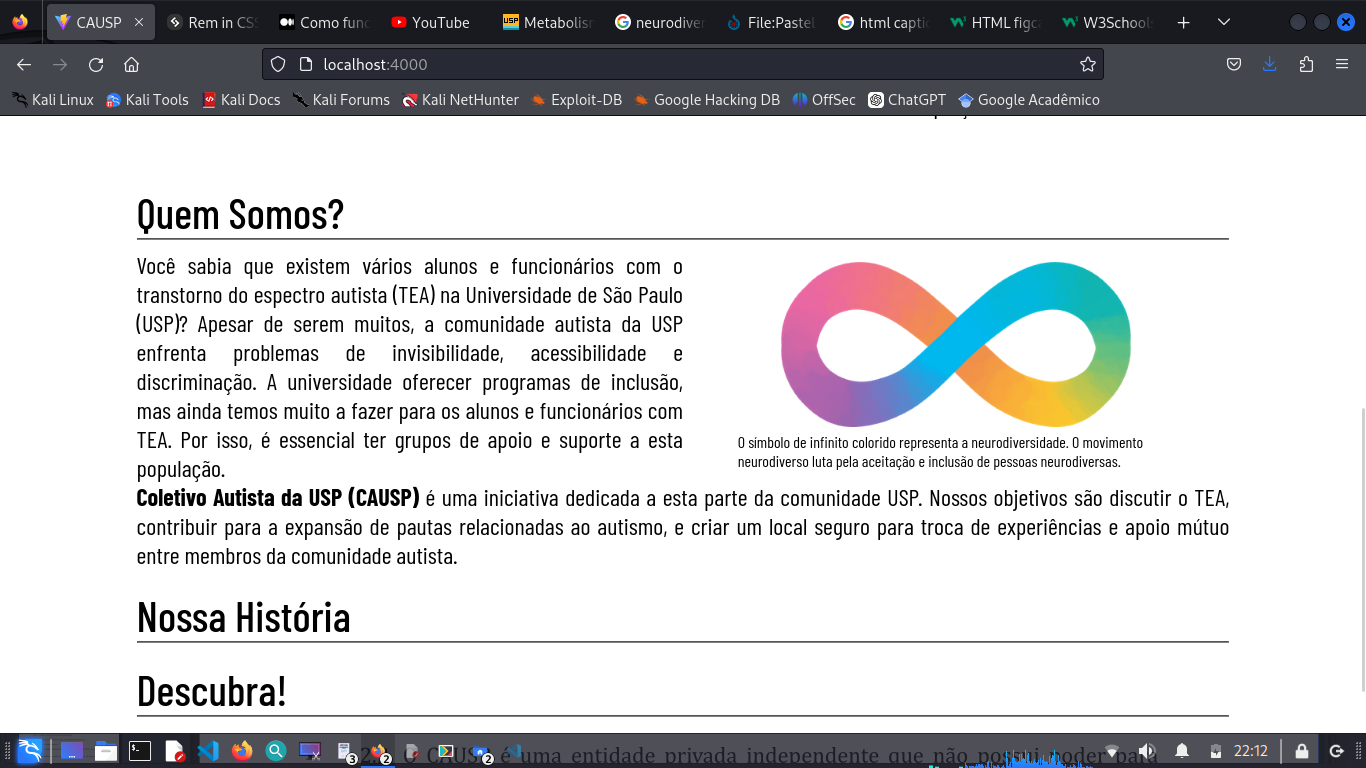 CAUSP
Rem in CS
Como fun
YouTube
USP
Metabolis
neurodiver
File:Pastel
html capti
HTML figc
W3School
localhost:4000
Kali Linux
Kali Tools
Kali Docs
Kali Forums
Kali NetHunter
Exploit-DB
Google Hacking DB
OffSec
ChatGPT
Google Acadêmico
Quem Somos?
Você sabia que existem vários alunos e funcionários com o
transtorno do espectro autista (TEA) na Universidade de São Paulo
(USP)? Apesar de serem muitos, a comunidade autista da USP
enfrenta problemas de invisibilidade, acessibilidade e
discriminação. A universidade oferecer programas de inclusão,
mas ainda temos muito a fazer para os alunos e funcionários com
TEA. Por isso, é essencial ter grupos de apoio e suporte a esta
população.
O símbolo de infinito colorido representa a neurodiversidade. O movimento
neurodiverso luta pela aceitação e inclusão de pessoas neurodiversas.
Coletivo Autista da USP (CAUSP) é uma iniciativa dedicada a esta parte da comunidade USP. Nossos objetivos são discutir o TEA,
contribuir para a expansão de pautas relacionadas ao autismo, e criar um local seguro para troca de experiências e apoio mútuo
entre membros da comunidade autista.
Nossa História
Descubra!
3
2
2
é uma entidade privada independente que não possui poder para
22:12